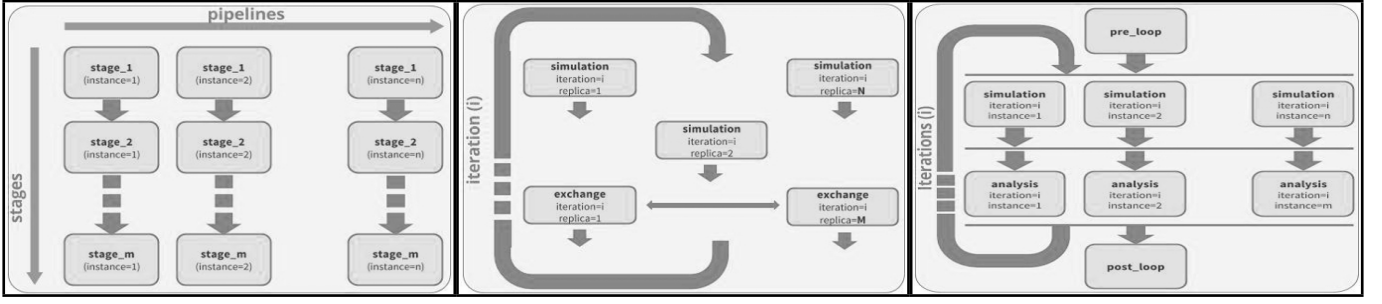 pipelines
stages
stage_1
(instance=1)
stage_1
(instance=2)
stage_1
(instance=n)
stage_2
(instance=1)
stage_2
(instance=2)
stage_2
(instance=n)
stage_m
(instance=1)
stage_m
(instance=2)
stage_m
(instance=n)
iteration (i)
simulation
iteration=i
replica=1
simulation
iteration=i
replica=N
simulation
iteration=i
replica=2
exchange
iteration=i
replica=1
exchange
iteration=i
replica=M
Iterations (i)
pre_loop
simulation
iteration=i
instance=1
simulation
iteration=i
instance=2
simulation
iteration=i
instance=n
analysis
iteration=i
instance=1
analysis
iteration=i
instance=2
analysis
iteration=i
instance=m
post_loop